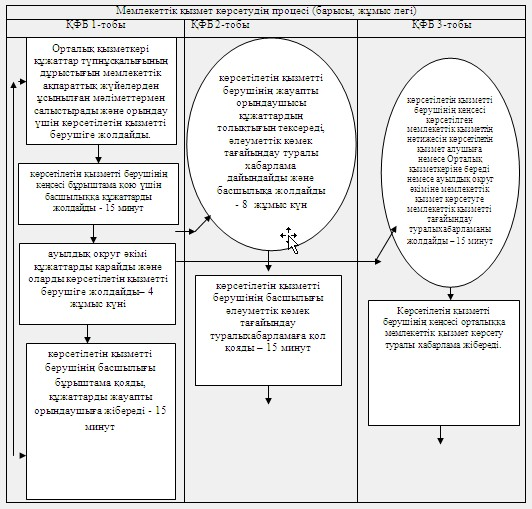 Мемлекеттік қызмет көрсетудің процесі (барысы, жұмыс легі)
ҚФБ 1-тобы
ҚФБ 2-тобы
ҚФБ 3-тобы
Орталық қызметкері
құжаттар түпнұсқалығының
дұрыстығын мемлекеттік
ақпараттық жүйелерден
ұсынылған мәліметтермен
салыстырады және орындау
үшін көрсетілетін қызметті
берушіге жолдайды.
көрсетілетін қызметті берушінің
кеңсесі бұрыштама қою үшін
басшылыққа құжаттарды
жолдайды - 15 минут
ауылдық округ әкімі
құжаттарды қарайды және
оларды көрсетілетін қызметті
берушіге жолдайды– 4
жұмыс күні
көрсетілетін қызметті
берушінің басшылығы
бұрыштама қояды,
құжаттарды жауапты
орындаушыға жібереді - 15
минут
көрсетілетін қызметті
берушінің жауапты
орындаушысы
құжаттардың
толықтығын тексереді,
әлеуметтік көмек
тағайындау туралы
хабарлама
дайындайды және
басшылыққа жолдайды
- 8 жұмыс күн
көрсетілетін қызметті
берушінің басшылығы
әлеуметтік көмек
тағайындау
туралыхабарламаға қол
қояды – 15 минут
көрсетілетін қызметті
берушінің кеңсесі
көрсетілген
мемлекеттік қызметтің
нәтижесін көрсетілетін
қызмет алушыға
немесе Орталық
қызметкеріне береді
немесе ауылдық округ
әкіміне мемлекеттік
қызмет көрсетуге
мемлекеттік қызметті
тағайындау
туралыхабарламаны
жолдайды – 15 минут
Көрсетілетін қызметті
берушінің кеңсесі орталыққа
мемлекеттік қызмет көрсету
туралы хабарлама жібереді.